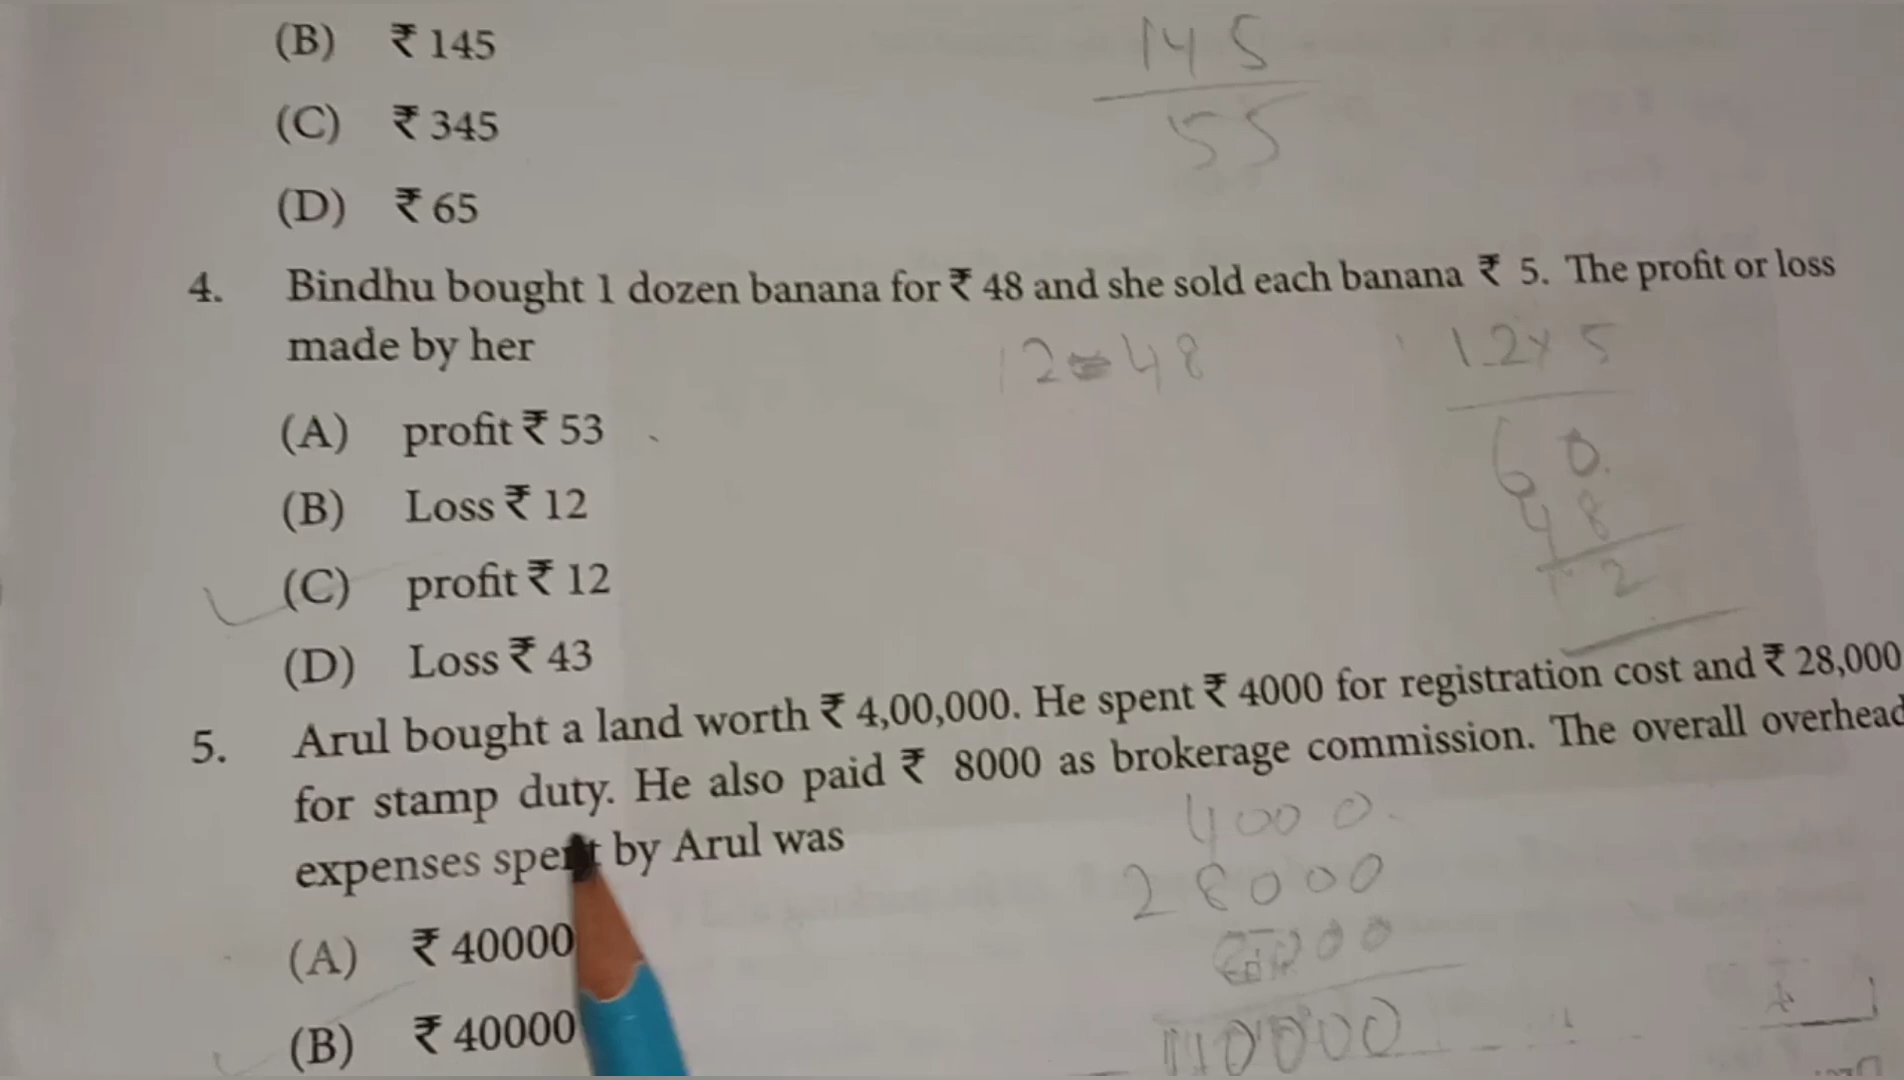 (B) ₹ 145
145
(C) ₹ 345
55
(D) ₹ 65
4. Bindhu bought 1 dozen banana for ₹ 48 and she sold each banana ₹ 5. The profit or loss
made by her
12 = 48
12 x 5
(A) profit ₹ 53
60
(B) Loss ₹ 12
48
(C) profit ₹ 12
12
(D) Loss ₹ 43
5. Arul bought a land worth ₹ 4,00,000. He spent ₹ 4000 for registration cost and ₹ 28,000
for stamp duty. He also paid ₹ 8000 as brokerage commission. The overall overhead
expenses spent by Arul was
4000
28000
(A) ₹ 40000
(B) ₹ 40000